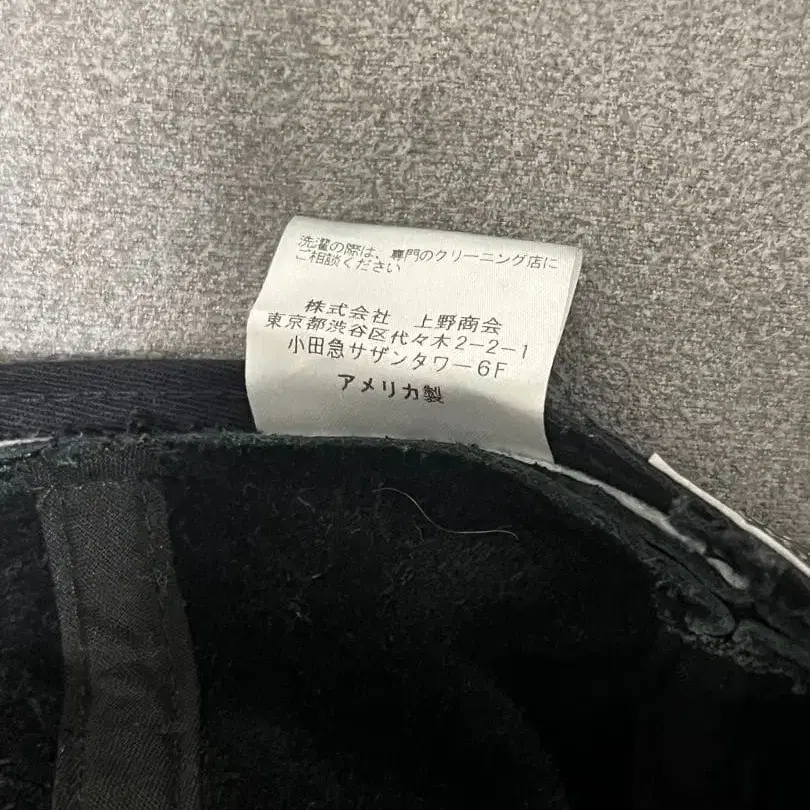 洗濯の際は、専門のクリーニング店に
ご相談ください
株式会社 上野商会
東京都渋谷区代々木2-2-1
小田急サザンタワー6F
アメリカ製